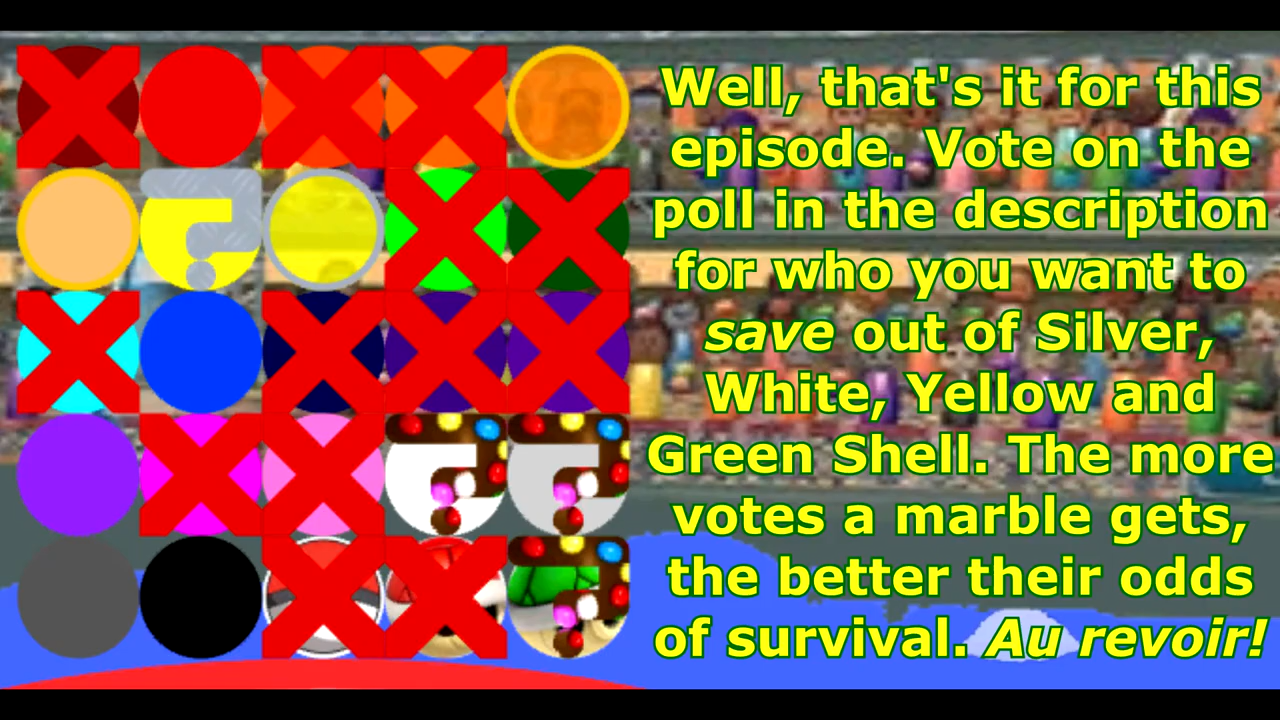 Well, that's it for this
episode. Vote on the
poll in the description
for who you want to
save out of Silver,
White, Yellow and
Green Shell. The more
votes a marble gets,
the better their odds
of survival. Au revoir!